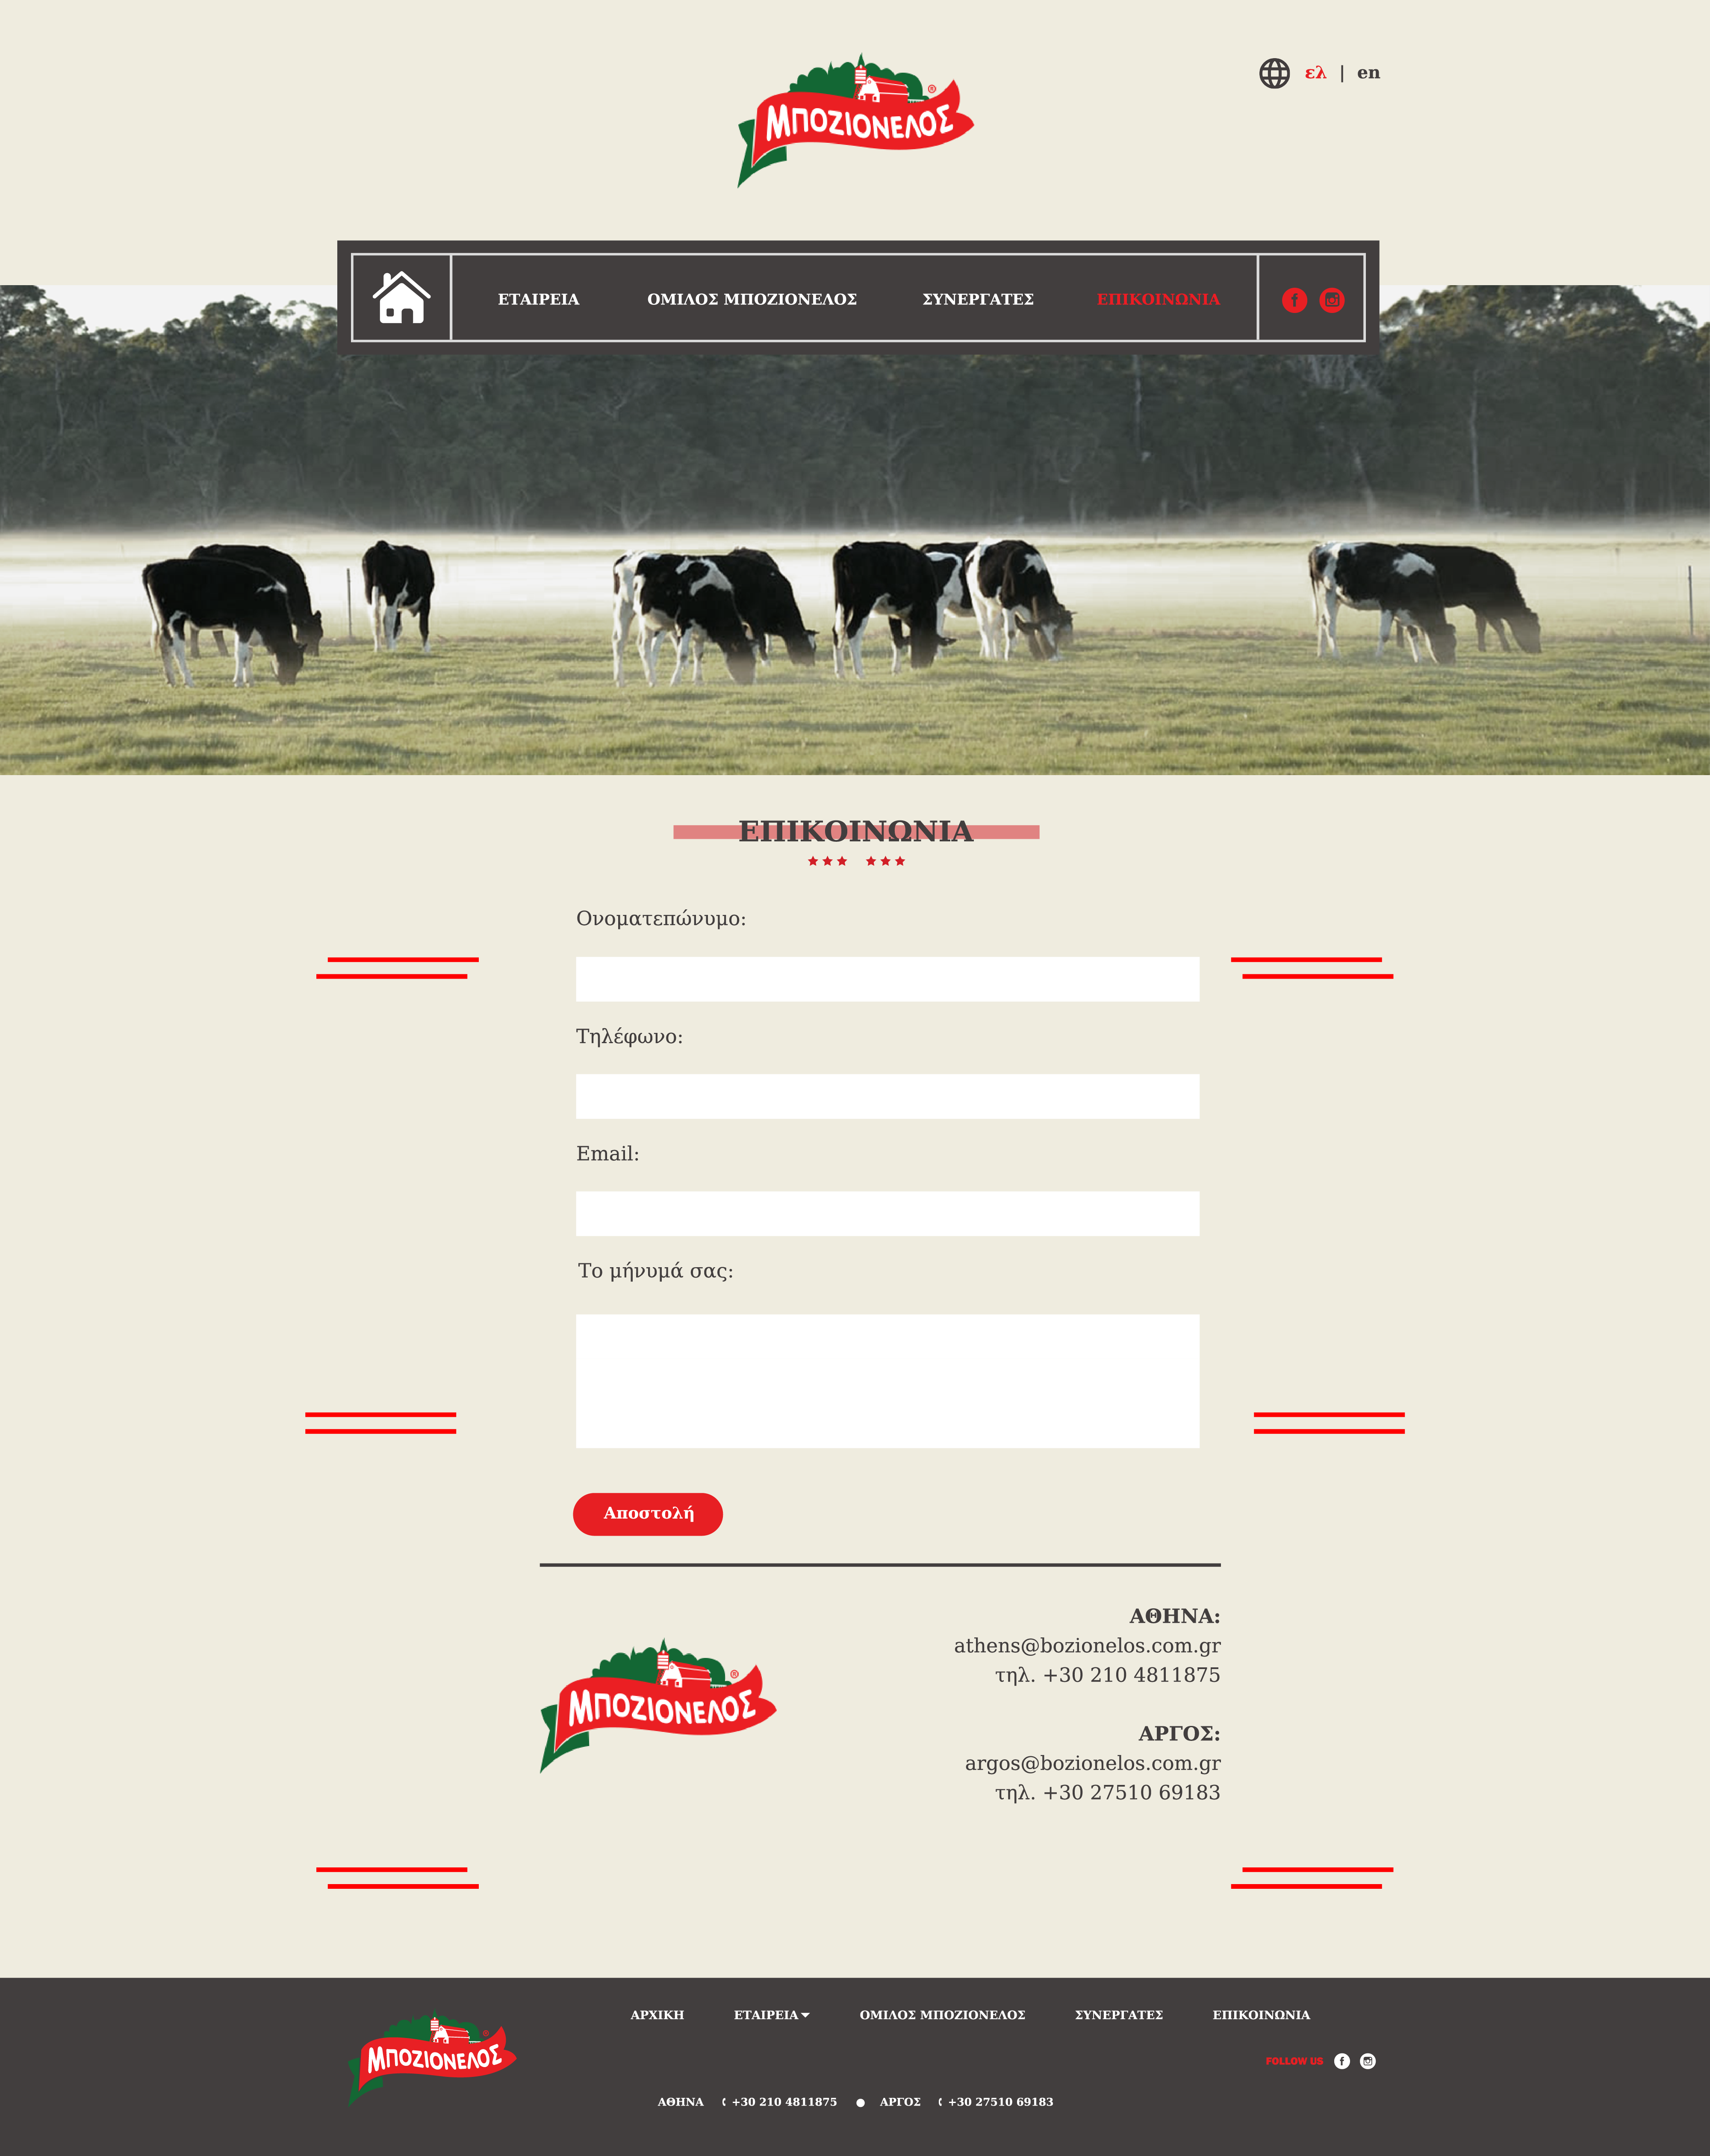 ΜΠΟΖΙΟΝΕΛΟΣ ®
ελ | en
ΕΤΑΙΡΕΙΑ ΟΜΙΛΟΣ ΜΠΟΖΙΟΝΕΛΟΣ ΣΥΝΕΡΓΑΤΕΣ ΕΠΙΚΟΙΝΩΝΙΑ
ΕΠΙΚΟΙΝΩΝΙΑ
Ονοματεπώνυμο:
Τηλέφωνο:
Email:
Το μήνυμά σας:
Αποστολή
ΜΠΟΖΙΟΝΕΛΟΣ ®
ΑΘΗΝΑ:
athens@bozionelos.com.gr
τηλ. +30 210 4811875
ΑΡΓΟΣ:
argos@bozionelos.com.gr
τηλ. +30 27510 69183
ΜΠΟΖΙΟΝΕΛΟΣ
ΑΡΧΙΚΗ ΕΤΑΙΡΕΙΑ ΟΜΙΛΟΣ ΜΠΟΖΙΟΝΕΛΟΣ ΣΥΝΕΡΓΑΤΕΣ ΕΠΙΚΟΙΝΩΝΙΑ
FOLLOW US
ΑΘΗΝΑ +30 210 4811875 ● ΑΡΓΟΣ +30 27510 69183